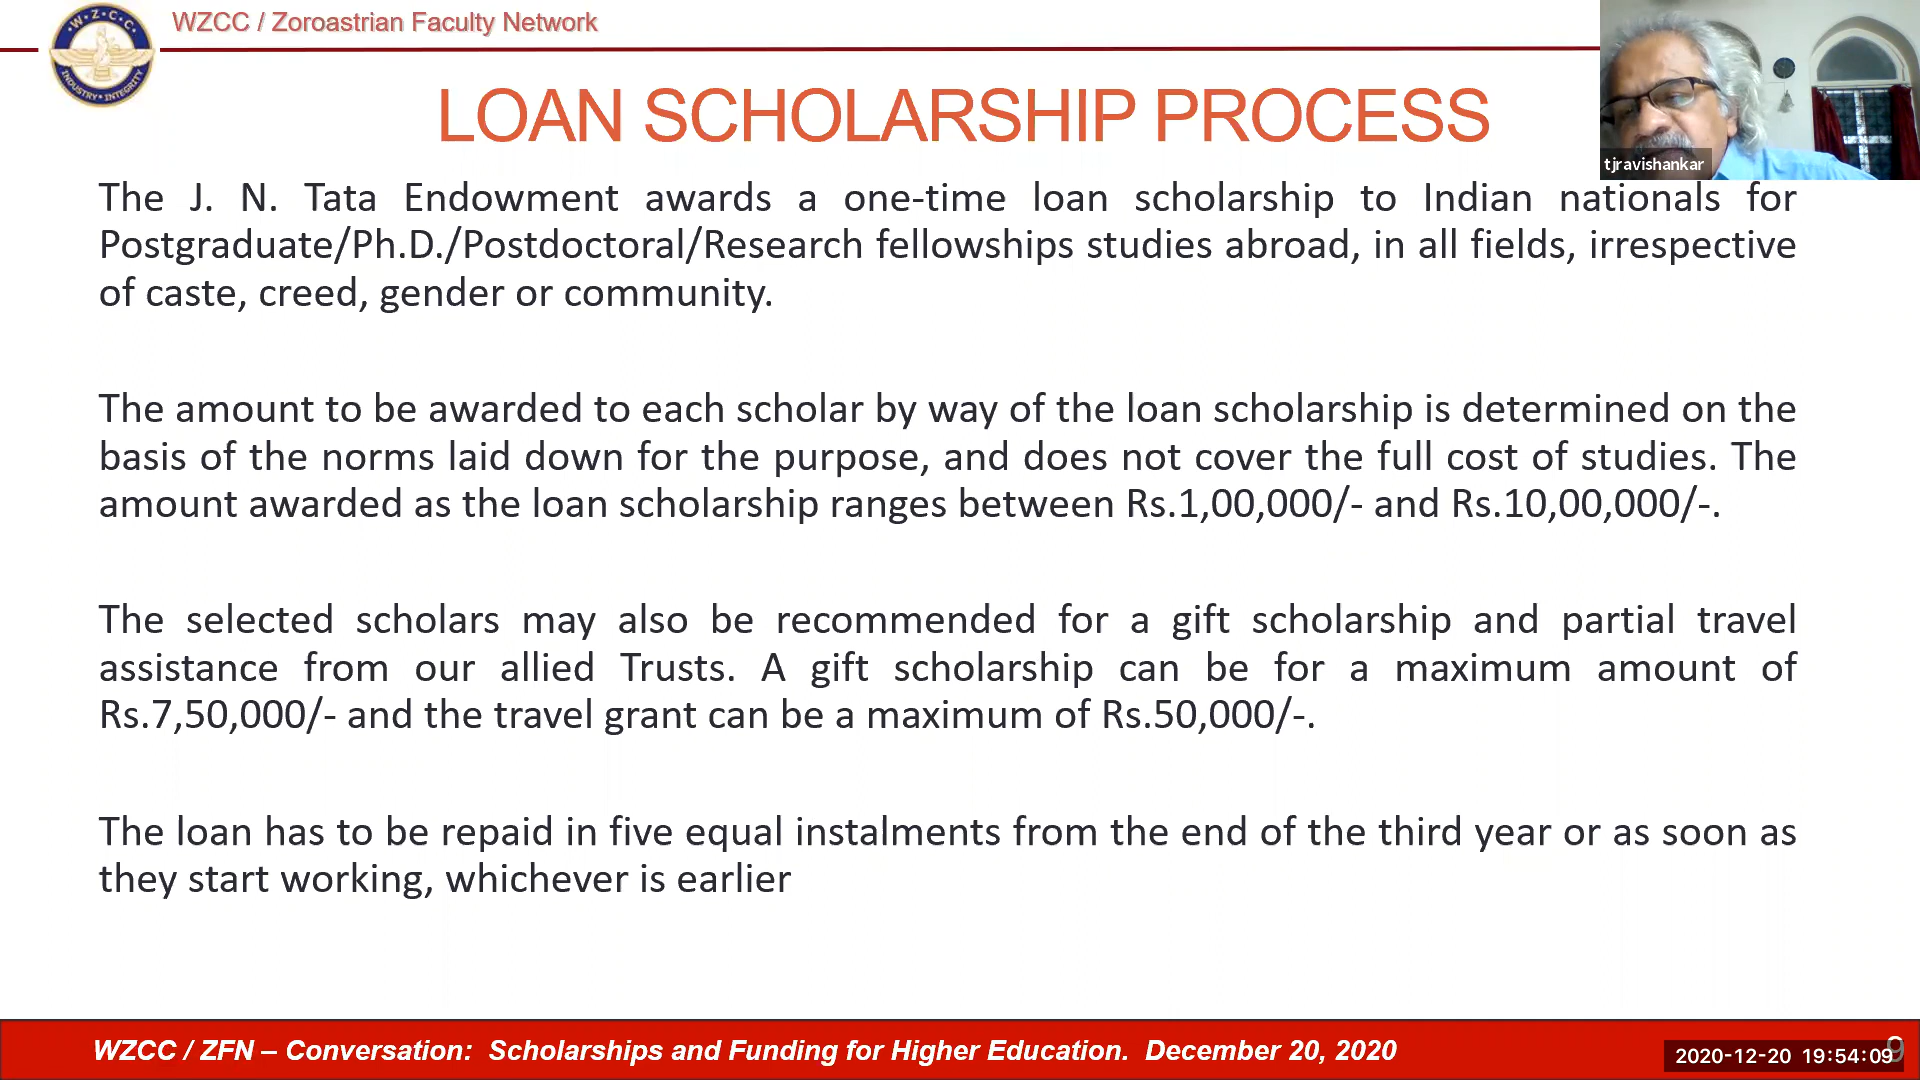 WZCC / Zoroastrian Faculty Network
W.Z.C.C.
INDUSTRY • INTEGRITY
LOAN SCHOLARSHIP PROCESS
tjravishankar
The J. N. Tata Endowment awards a one-time loan scholarship to Indian nationals for
Postgraduate/Ph.D./Postdoctoral/Research fellowships studies abroad, in all fields, irrespective
of caste, creed, gender or community.
The amount to be awarded to each scholar by way of the loan scholarship is determined on the
basis of the norms laid down for the purpose, and does not cover the full cost of studies. The
amount awarded as the loan scholarship ranges between Rs.1,00,000/- and Rs.10,00,000/-.
The selected scholars may also be recommended for a gift scholarship and partial travel
assistance from our allied Trusts. A gift scholarship can be for a maximum amount of
Rs.7,50,000/- and the travel grant can be a maximum of Rs.50,000/-.
The loan has to be repaid in five equal instalments from the end of the third year or as soon as
they start working, whichever is earlier
WZCC / ZFN – Conversation:  Scholarships and Funding for Higher Education.  December 20, 2020
9
2020-12-20 19:54:09